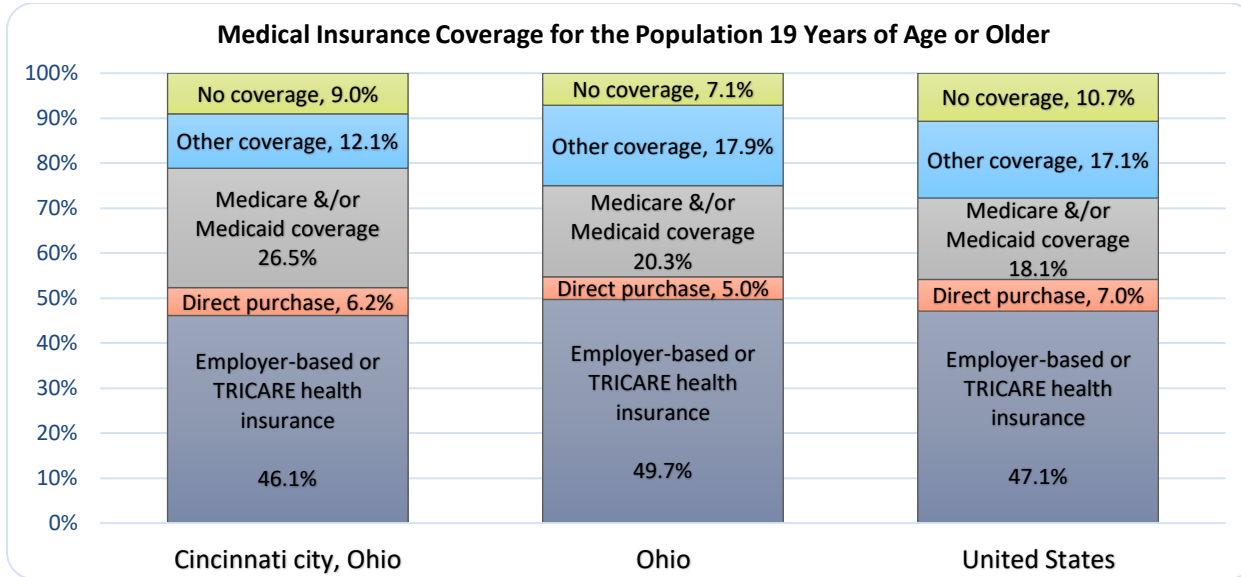 Medical Insurance Coverage for the Population 19 Years of Age or Older
100%
90%
80%
70%
60%
50%
40%
30%
20%
10%
0%
No coverage, 9.0%
Other coverage, 12.1%
Medicare &/or
Medicaid coverage
26.5%
Direct purchase, 6.2%
Employer-based or
TRICARE health
insurance
46.1%
No coverage, 7.1%
Other coverage, 17.9%
Medicare &/or
Medicaid coverage
20.3%
Direct purchase, 5.0%
Employer-based or
TRICARE health
insurance
49.7%
No coverage, 10.7%
Other coverage, 17.1%
Medicare &/or
Medicaid coverage
18.1%
Direct purchase, 7.0%
Employer-based or
TRICARE health
insurance
47.1%
Cincinnati city, Ohio
Ohio
United States